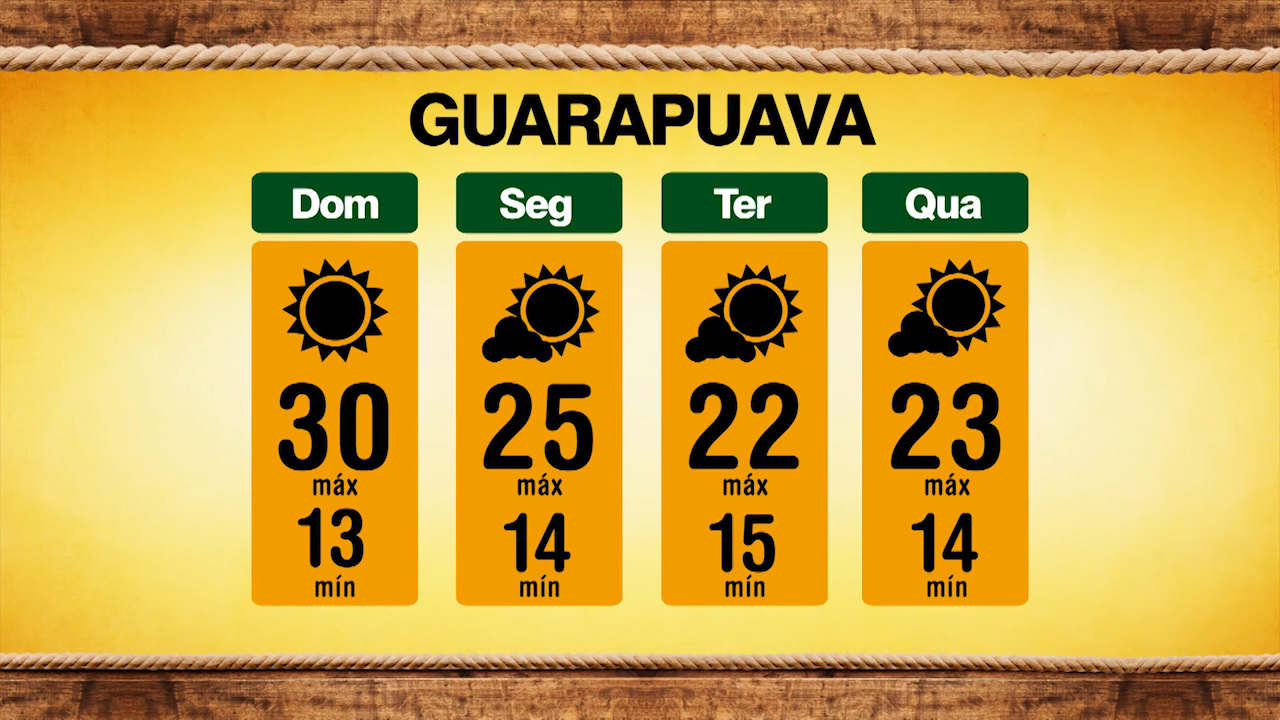 GUARAPUAVA
Dom Seg Ter Qua
30 25 22 23
máx máx máx máx
13 14 15 14
mín mín mín mín